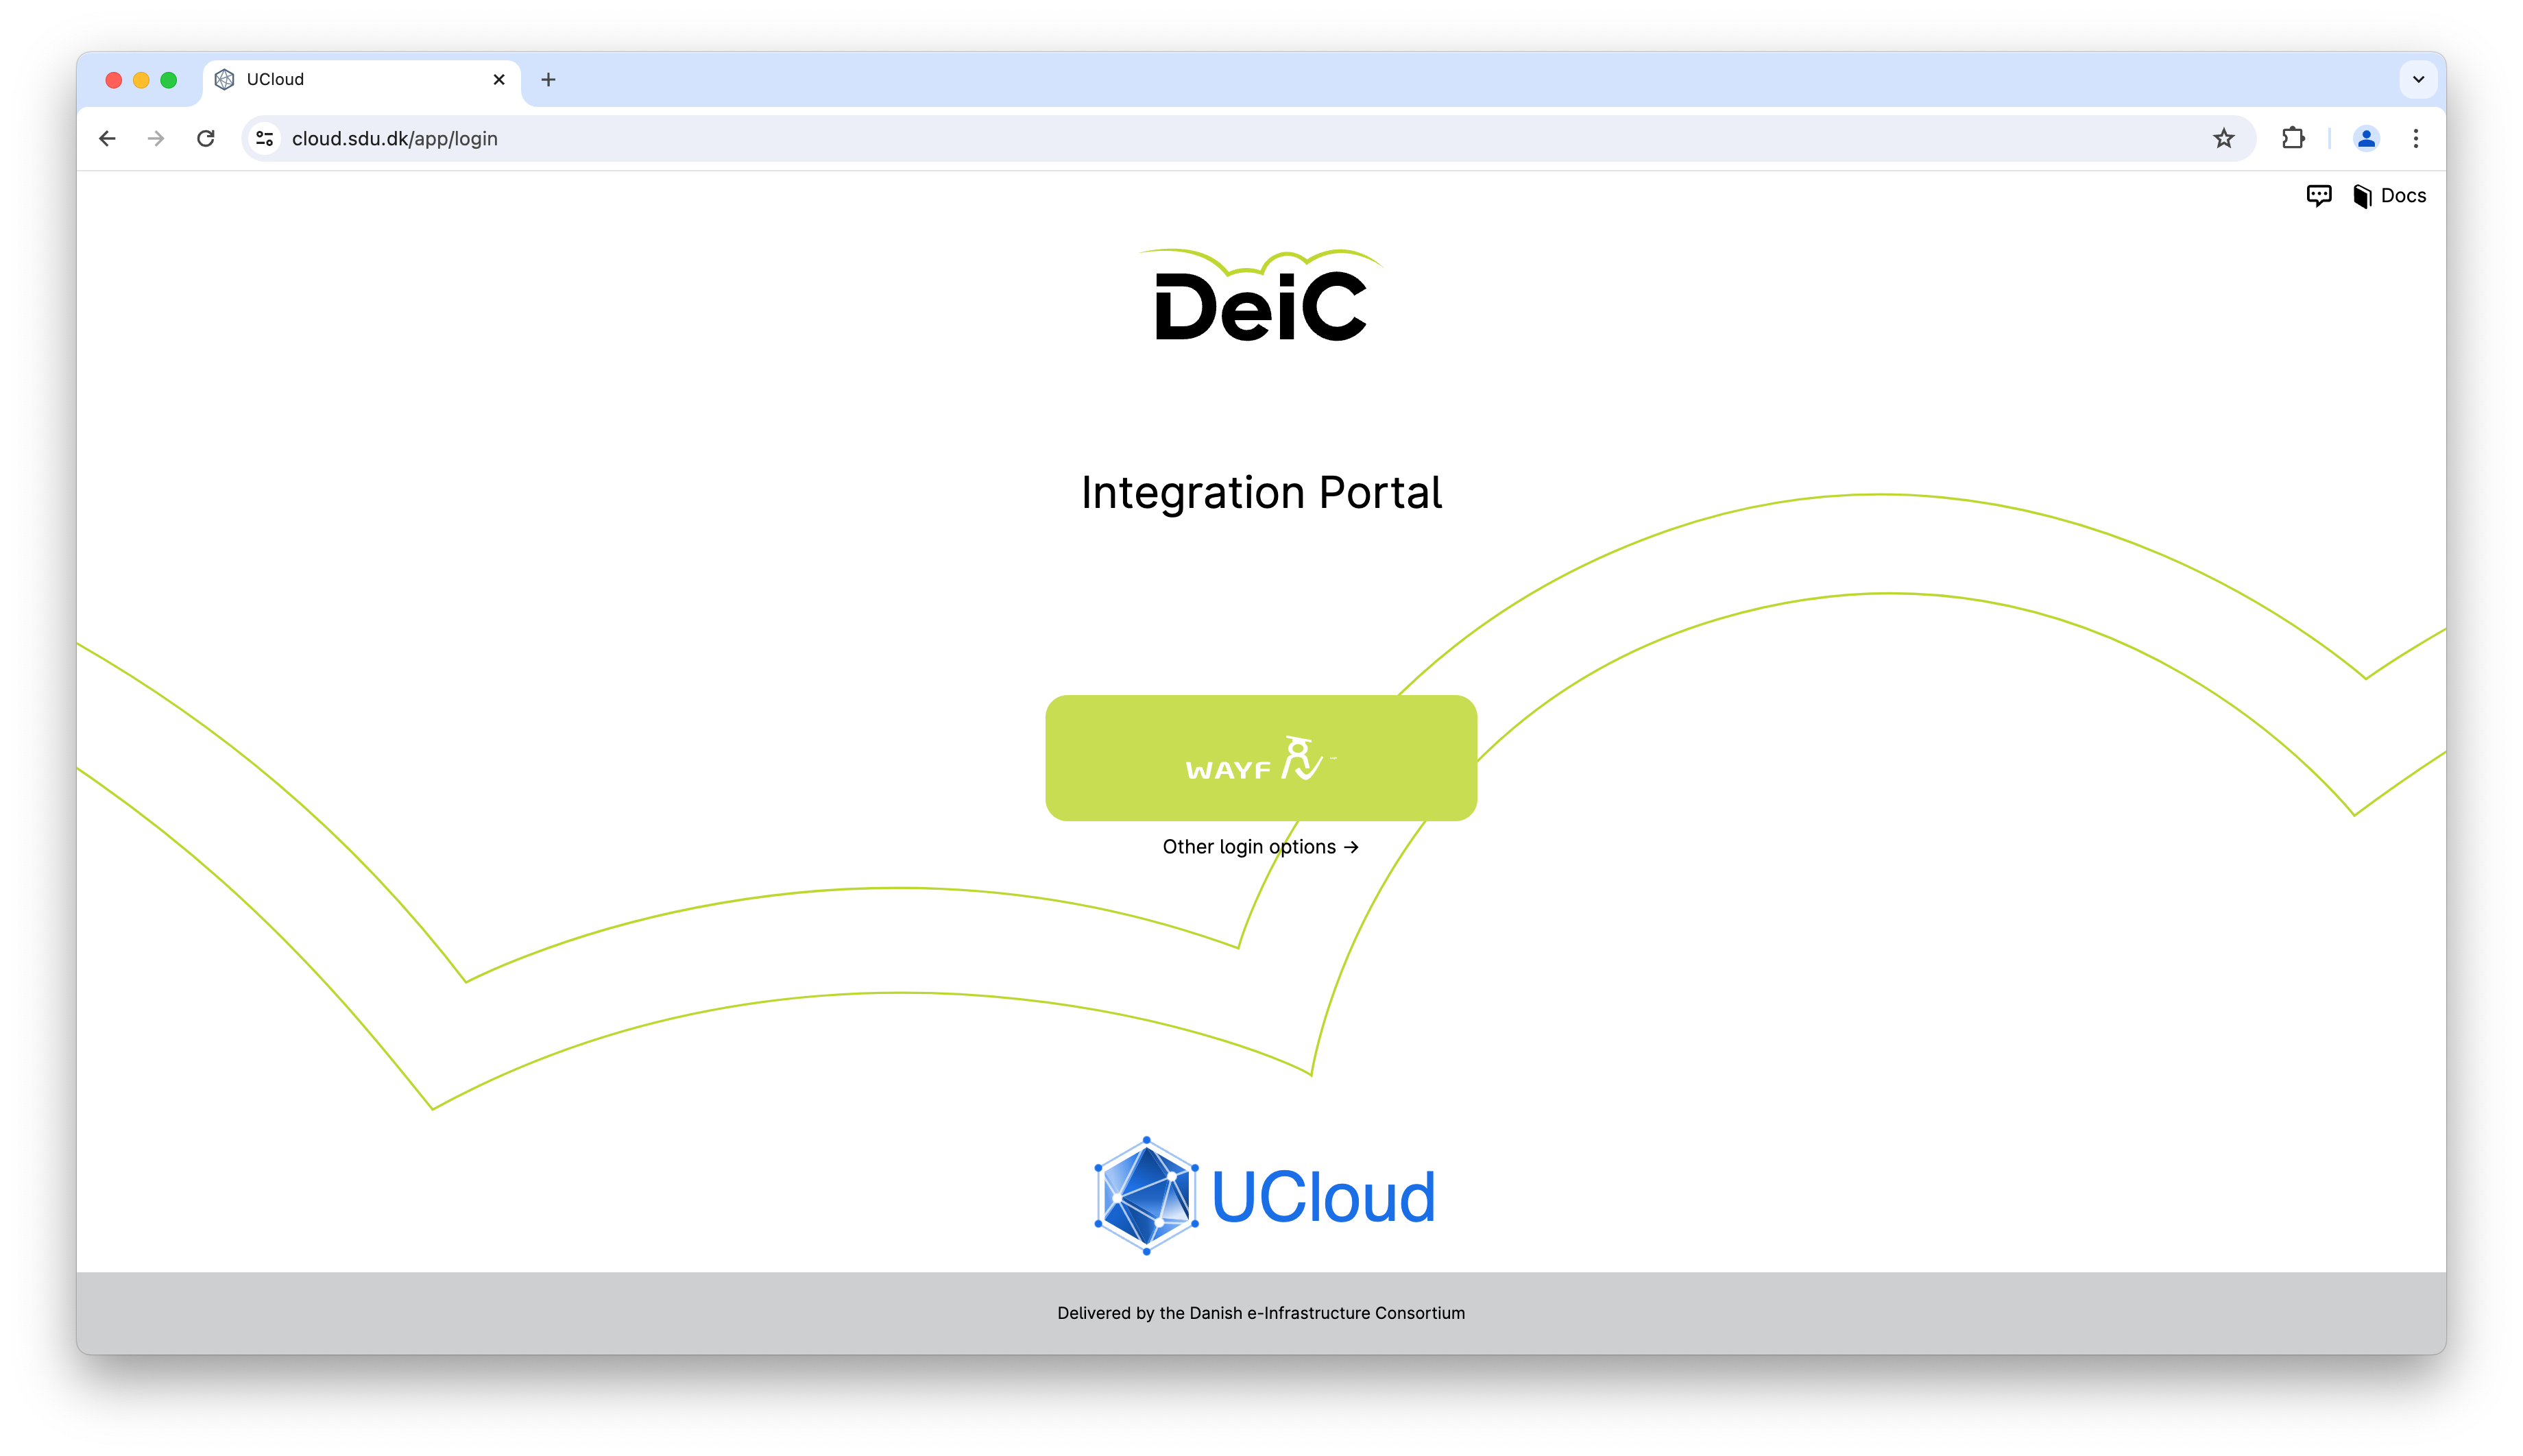 UCloud
cloud.sdu.dk/app/login
Docs
DeiC
Integration Portal
WAYF
Other login options →
UCloud
Delivered by the Danish e-Infrastructure Consortium